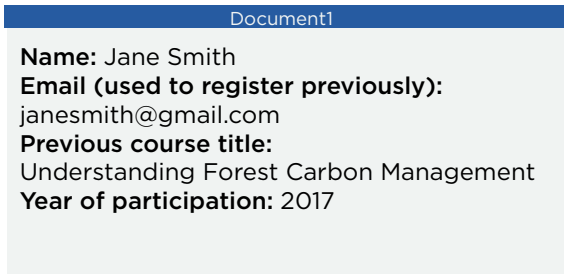 Document1
Name: Jane Smith
Email (used to register previously):
janesmith@gmail.com
Previous course title:
Understanding Forest Carbon Management
Year of participation: 2017